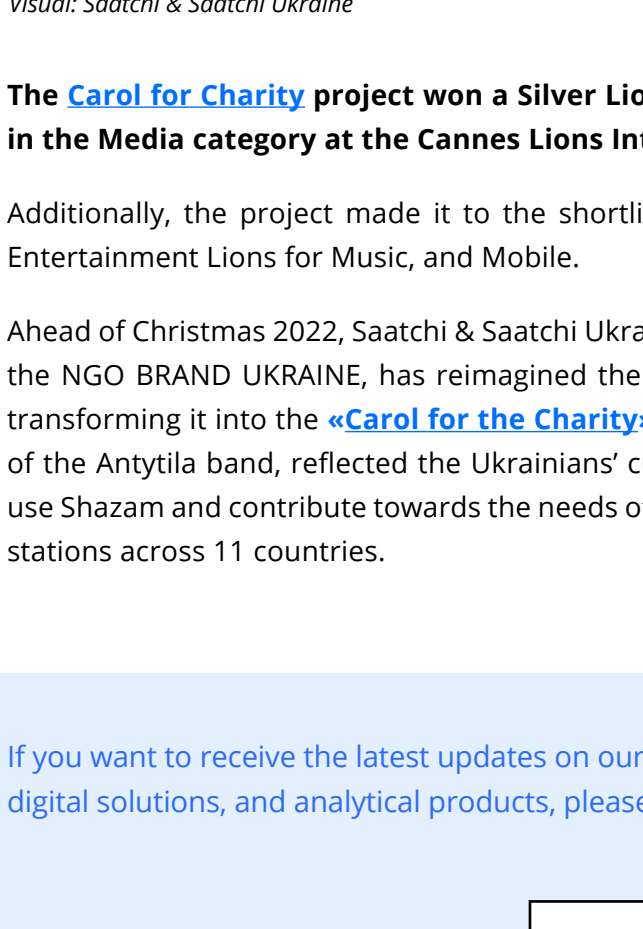 Visual: Saatchi & Saatchi Ukraine
The Carol for Charity project won a Silver
in the Media category at the Cannes Lions
Additionally, the project made it to the
Entertainment Lions for Music, and Mobile.
Ahead of Christmas 2022, Saatchi & Saatchi
the NGO BRAND UKRAINE, has reimagined the
transforming it into the «Carol for the Charity»
of the Antytila band, reflected the Ukrainians’
use Shazam and contribute towards the needs
stations across 11 countries.
If you want to receive the latest updates on our
digital solutions, and analytical products, please